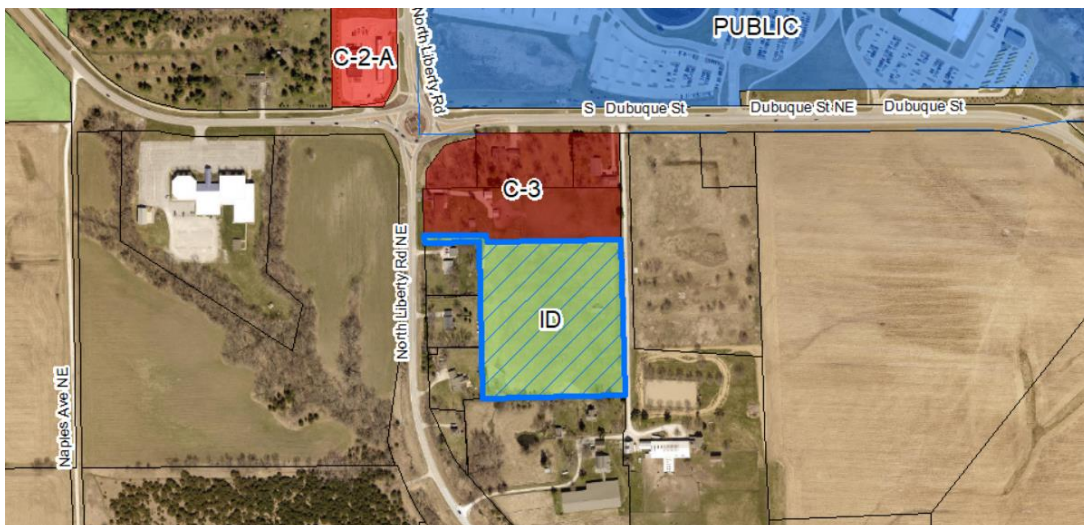 PUBLIC
C-2-A
North Liberty Rd
S Dubuque St
Dubuque St NE
Dubuque St
C-3
North Liberty Rd NE
ID
Naples Ave NE